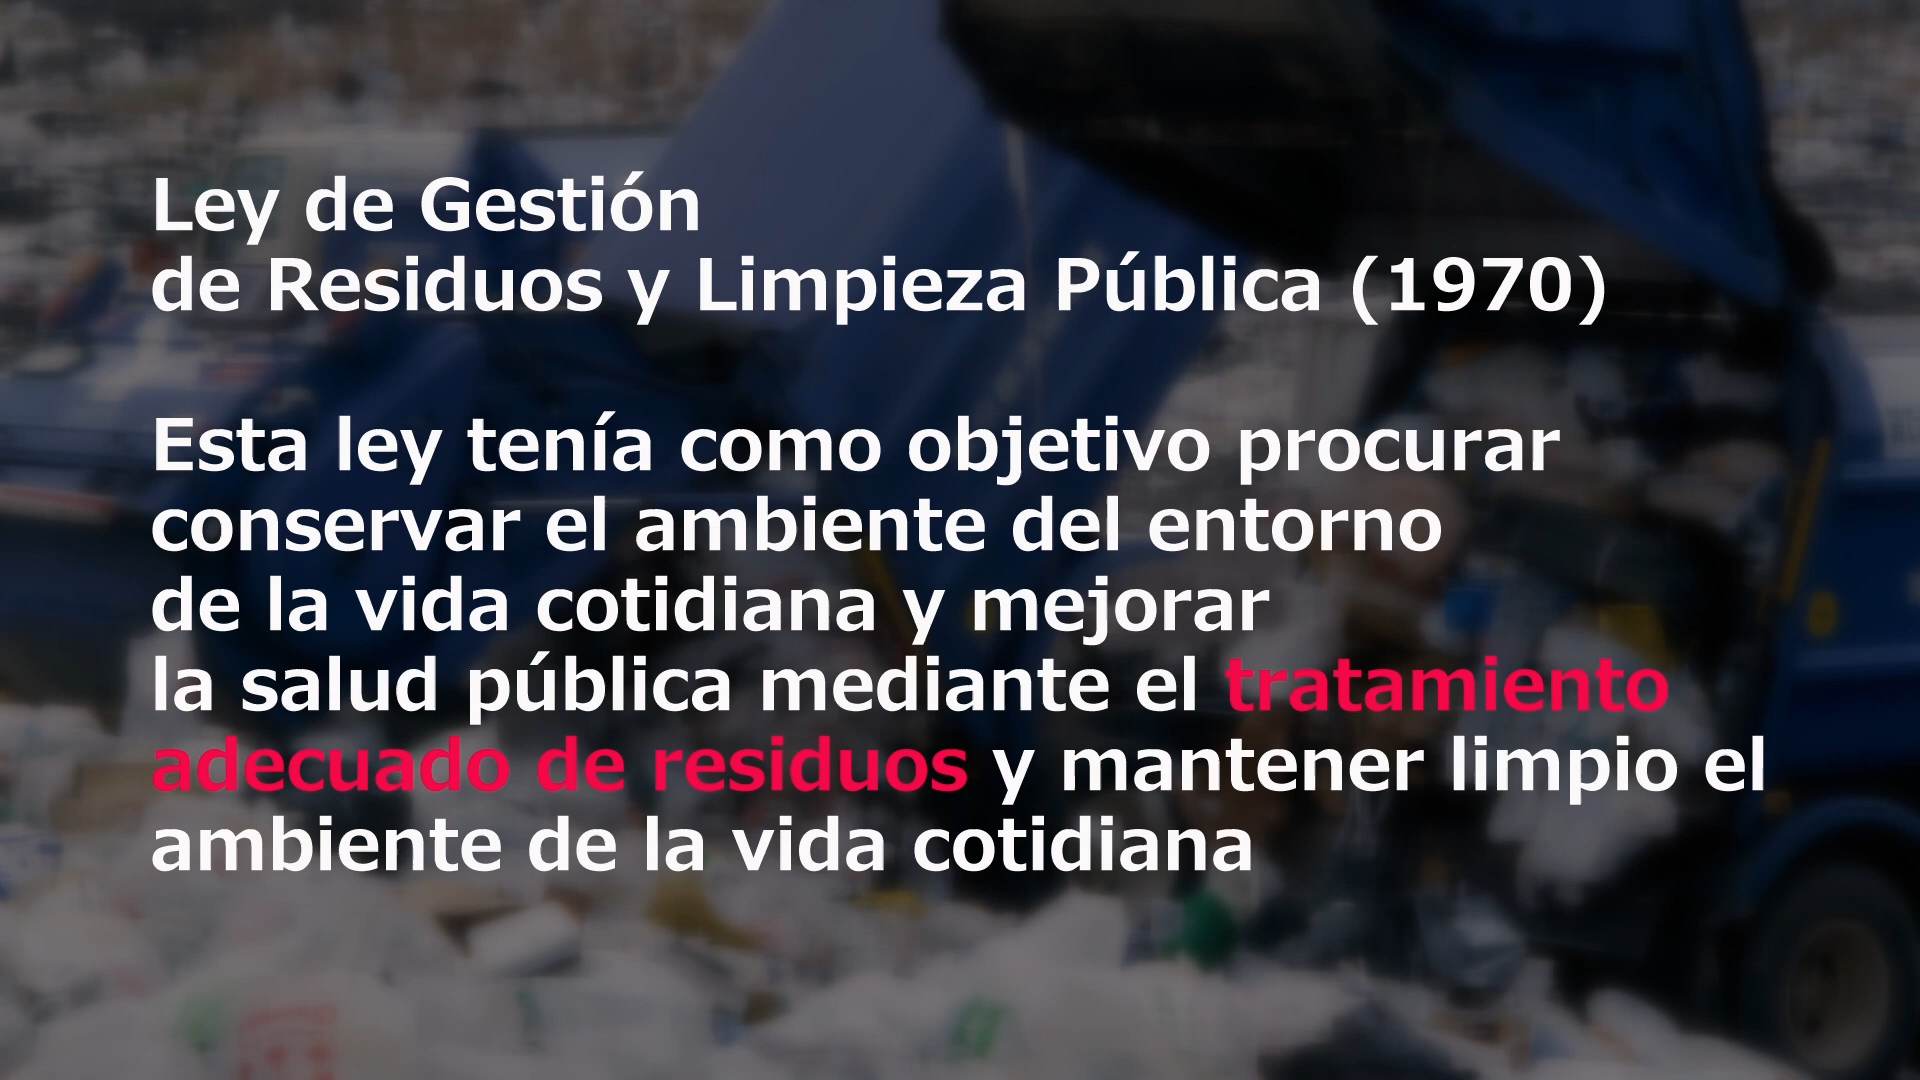 Ley de Gestión
de Residuos y Limpieza Pública (1970)
Esta ley tenía como objetivo procurar
conservar el ambiente del entorno
de la vida cotidiana y mejorar
la salud pública mediante el tratamiento
adecuado de residuos y mantener limpio el
ambiente de la vida cotidiana